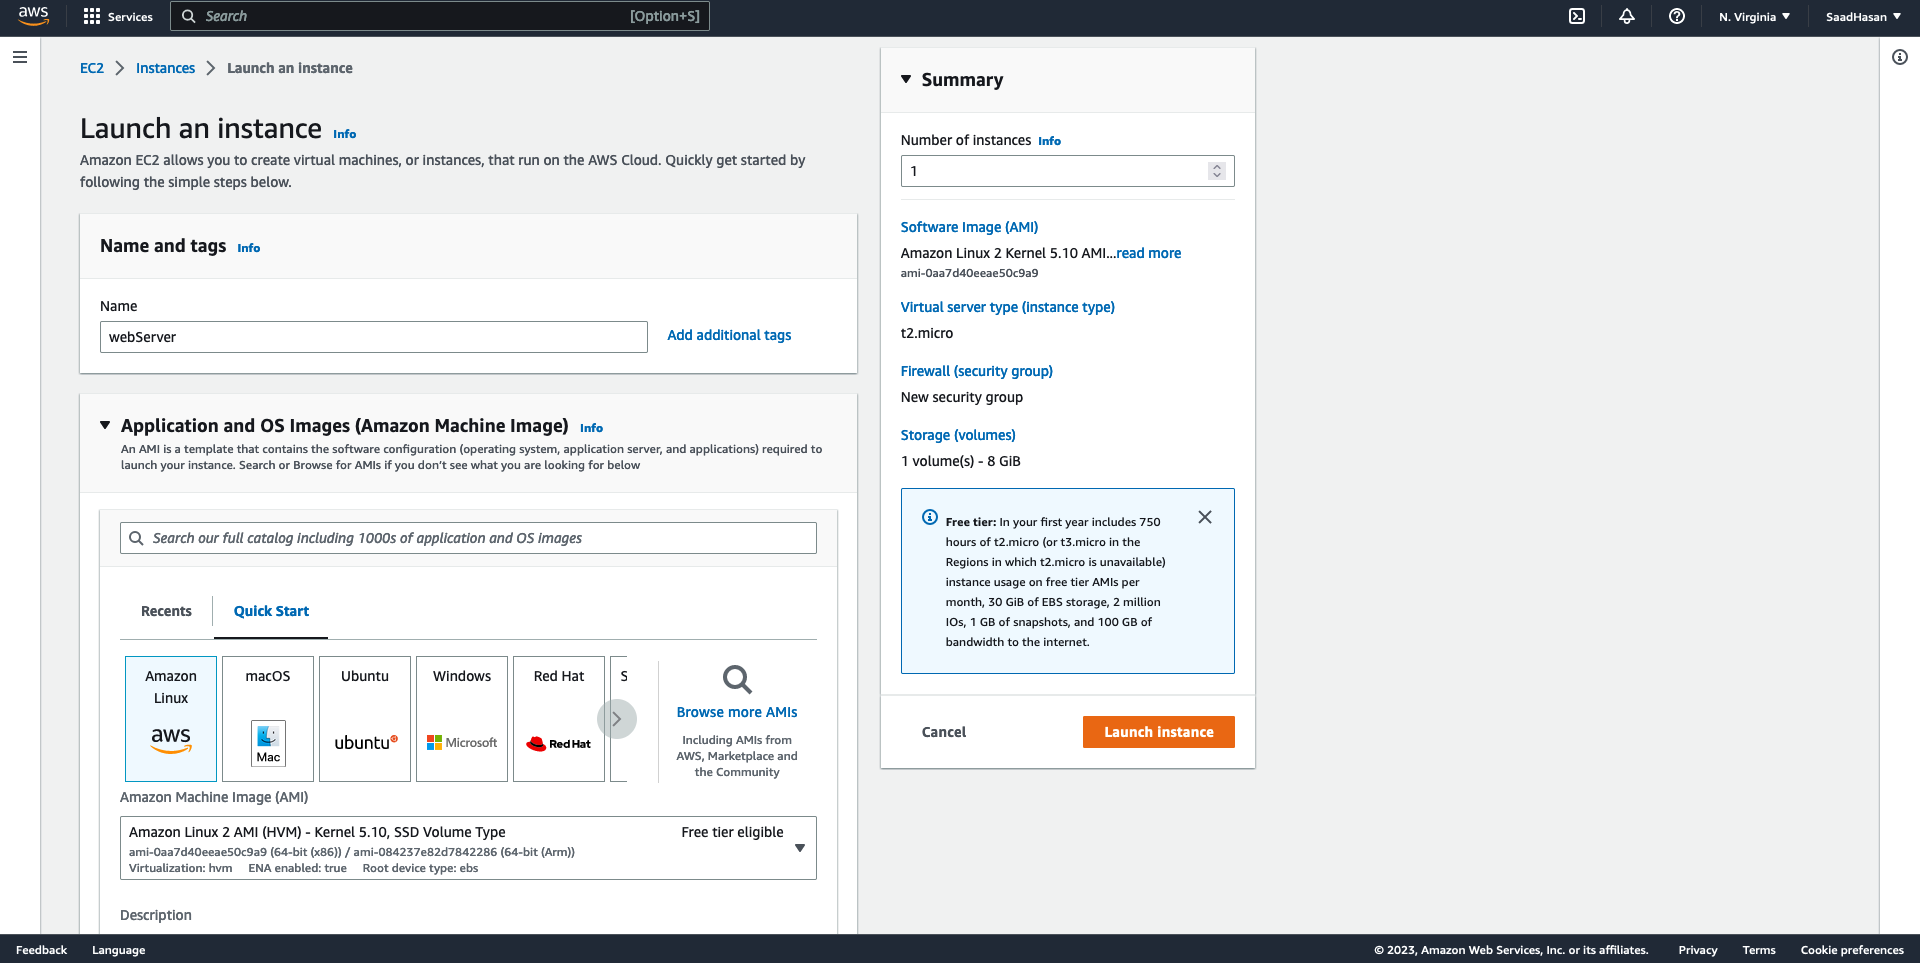 aws
Services
Search
[Option+S]
N. Virginia
SaadHasan
EC2
Instances
Launch an instance
Launch an instance Info
Amazon EC2 allows you to create virtual machines, or instances, that run on the AWS Cloud. Quickly get started by
following the simple steps below.
Name and tags Info
Name
webServer
Add additional tags
Application and OS Images (Amazon Machine Image) Info
An AMI is a template that contains the software configuration (operating system, application server, and applications) required to
launch your instance. Search or Browse for AMIs if you don't see what you are looking for below
Search our full catalog including 1000s of application and OS images
Recents
Quick Start
Amazon
Linux
aws
macOS
Mac
Ubuntu
ubuntu
Windows
Microsoft
Red Hat
Red Hat
S
Browse more AMIs
Including AMIs from
AWS, Marketplace and
the Community
Amazon Machine Image (AMI)
Amazon Linux 2 AMI (HVM) - Kernel 5.10, SSD Volume Type
Free tier eligible
ami-0aa7d40eeae50c9a9 (64-bit (x86)) / ami-084237e82d7842286 (64-bit (Arm))
Virtualization: hvm ENA enabled: true Root device type: ebs
Description
Summary
Number of instances Info
1
Software Image (AMI)
Amazon Linux 2 Kernel 5.10 AMI...read more
ami-0aa7d40eeae50c9a9
Virtual server type (instance type)
t2.micro
Firewall (security group)
New security group
Storage (volumes)
1 volume(s) - 8 GiB
Free tier: In your first year includes 750
hours of t2.micro (or t3.micro in the
Regions in which t2.micro is unavailable)
instance usage on free tier AMIs per
month, 30 GiB of EBS storage, 2 million
IOs, 1 GB of snapshots, and 100 GB of
bandwidth to the internet.
Cancel
Launch instance
Feedback
Language
© 2023, Amazon Web Services, Inc. or its affiliates.
Privacy
Terms
Cookie preferences